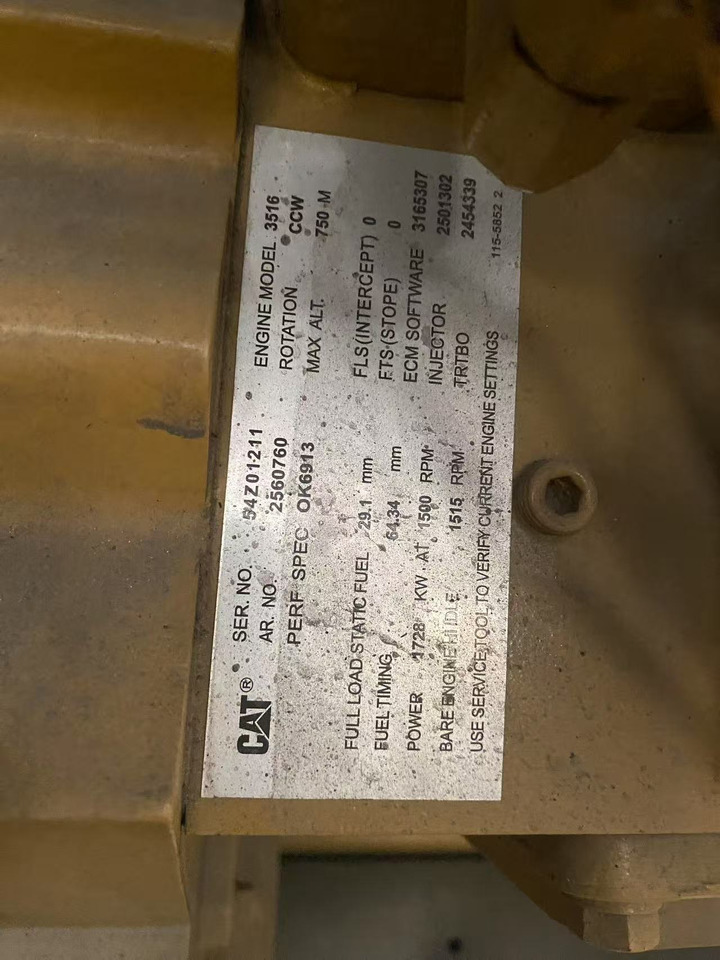 CAT® SER. NO. 54Z01211 ENGINE MODEL 3516
AR. NO. 2560760 ROTATION CCW
PERF SPEC OK6913 MAX ALT. 750 M
FULL LOAD STATIC FUEL 29.1 mm FLS (INTERCEPT) 0
FUEL TIMING 64.34 mm FTS (STOPE) 0
POWER 1728 KW AT 1500 RPM ECM SOFTWARE 3165307
BARE ENGINE HI IDLE 1515 RPM INJECTOR 2501302
TRTBO 2454339
USE SERVICE TOOL TO VERIFY CURRENT ENGINE SETTINGS 115-5852 2